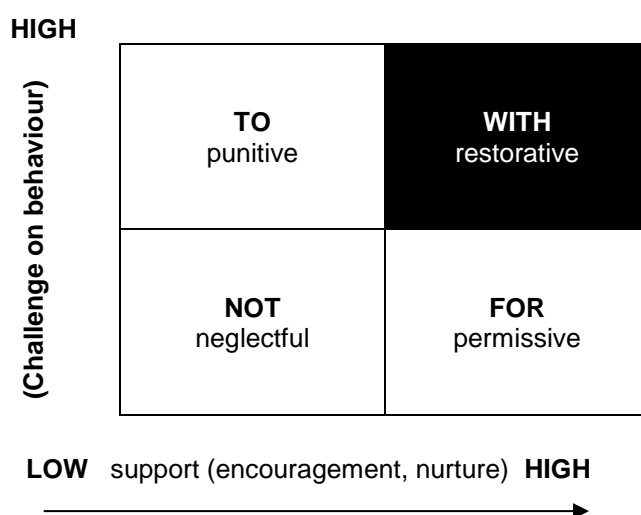 HIGH
(Challenge on behaviour)
TO
punitive
WITH
restorative
NOT
neglectful
FOR
permissive
LOW support (encouragement, nurture) HIGH